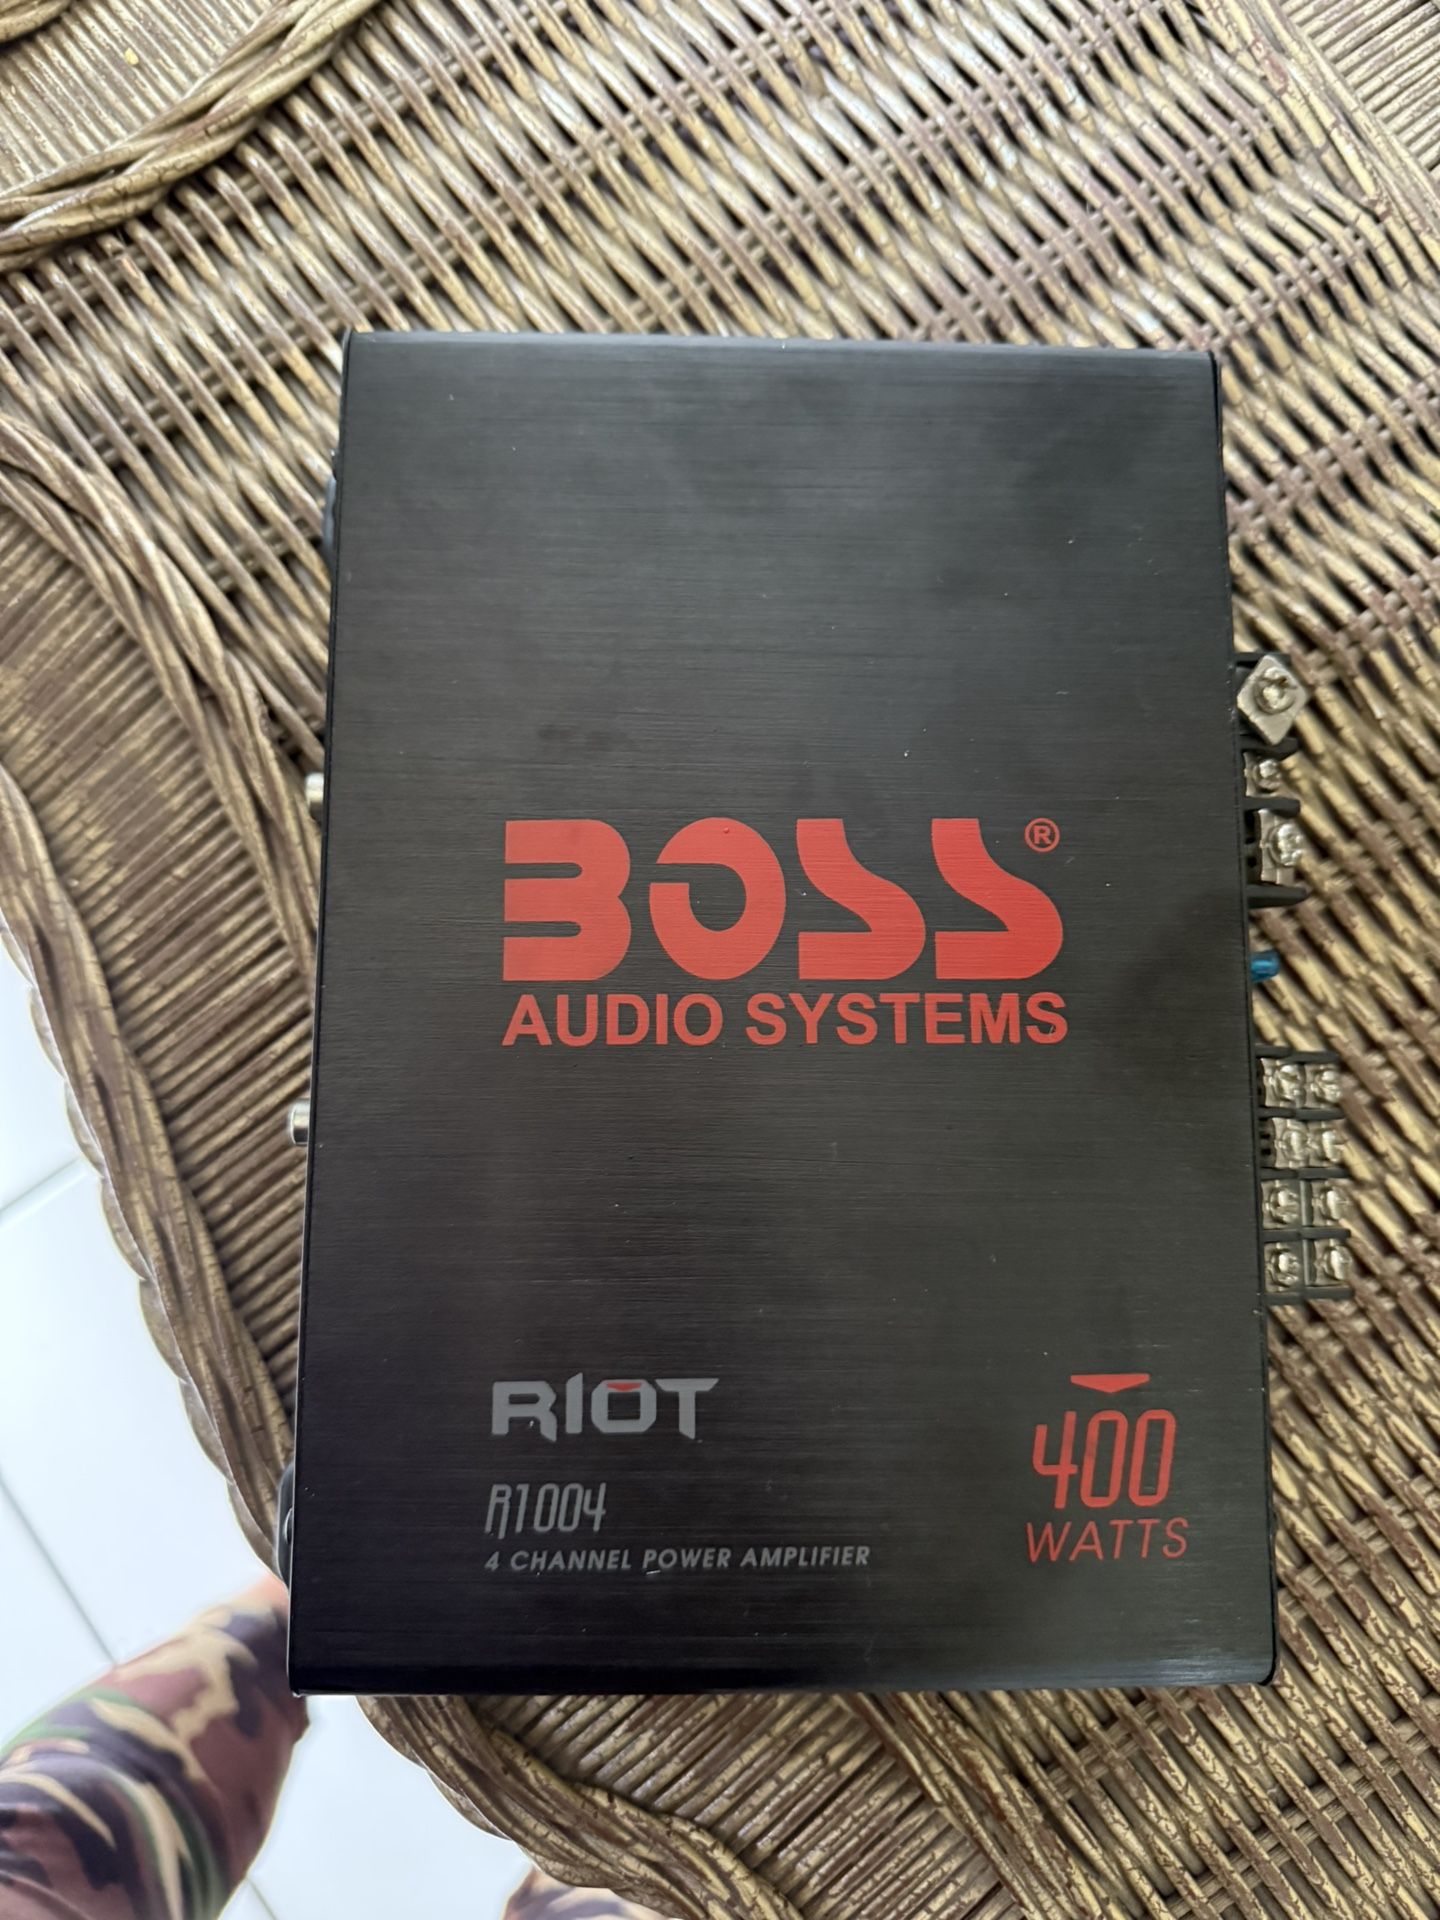 BOSS®
AUDIO SYSTEMS
RIOT
R1004
4 CHANNEL POWER AMPLIFIER
400
WATTS